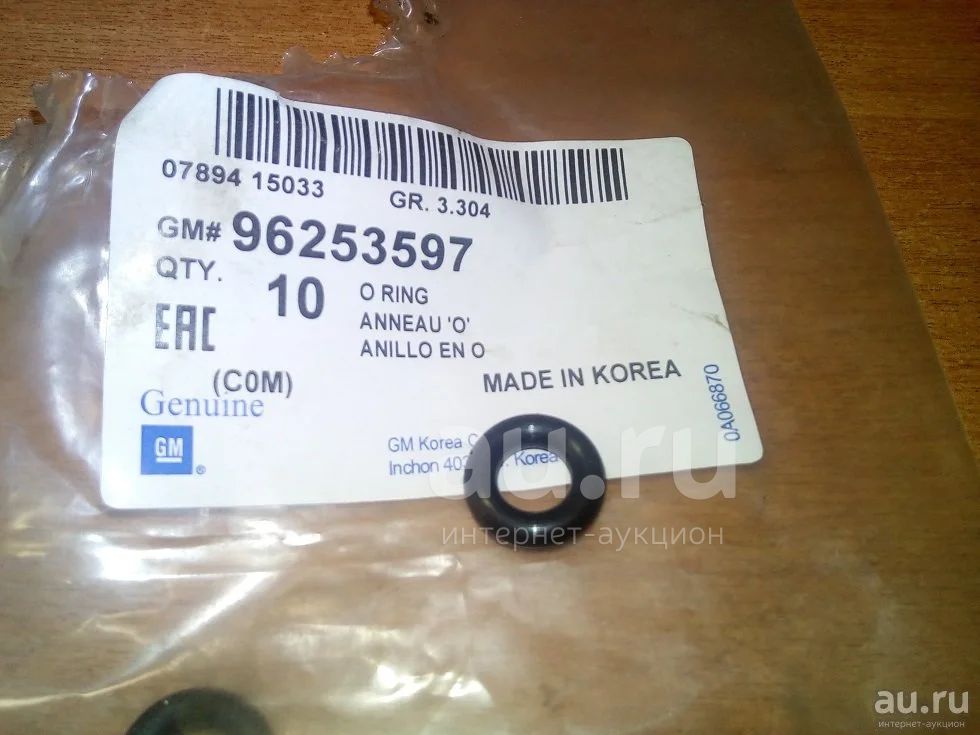 07894 15033
GR. 3.304
GM# 96253597
QTY. 10
O RING
ANNEAU 'O'
ANILLO EN O
EAC
(C0M)
MADE IN KOREA
Genuine
GM ®
GM Korea
Inchon Korea
0A066870
au.ru
интернет-аукцион
au.ru
интернет-аукцион